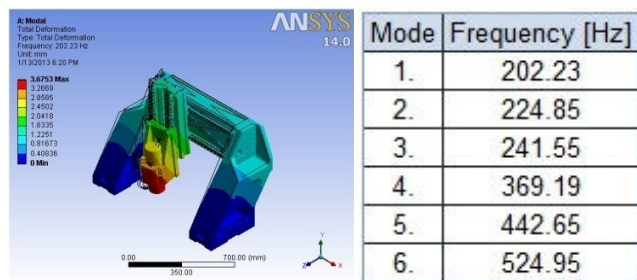 A: Modal
Total Deformation
Type: Total Deformation
Frequency: 202.23 Hz
Unit: mm
1/13/2013 6:20 PM
3.6753 Max
3.2669
2.8585
2.4502
2.0418
1.6335
1.2251
0.81673
0.40836
0 Min
ANSYS
14.0
0.00 700.00 (mm)
350.00
Y
Z X
Mode Frequency [Hz]
1. 202.23
2. 224.85
3. 241.55
4. 369.19
5. 442.65
6. 524.95